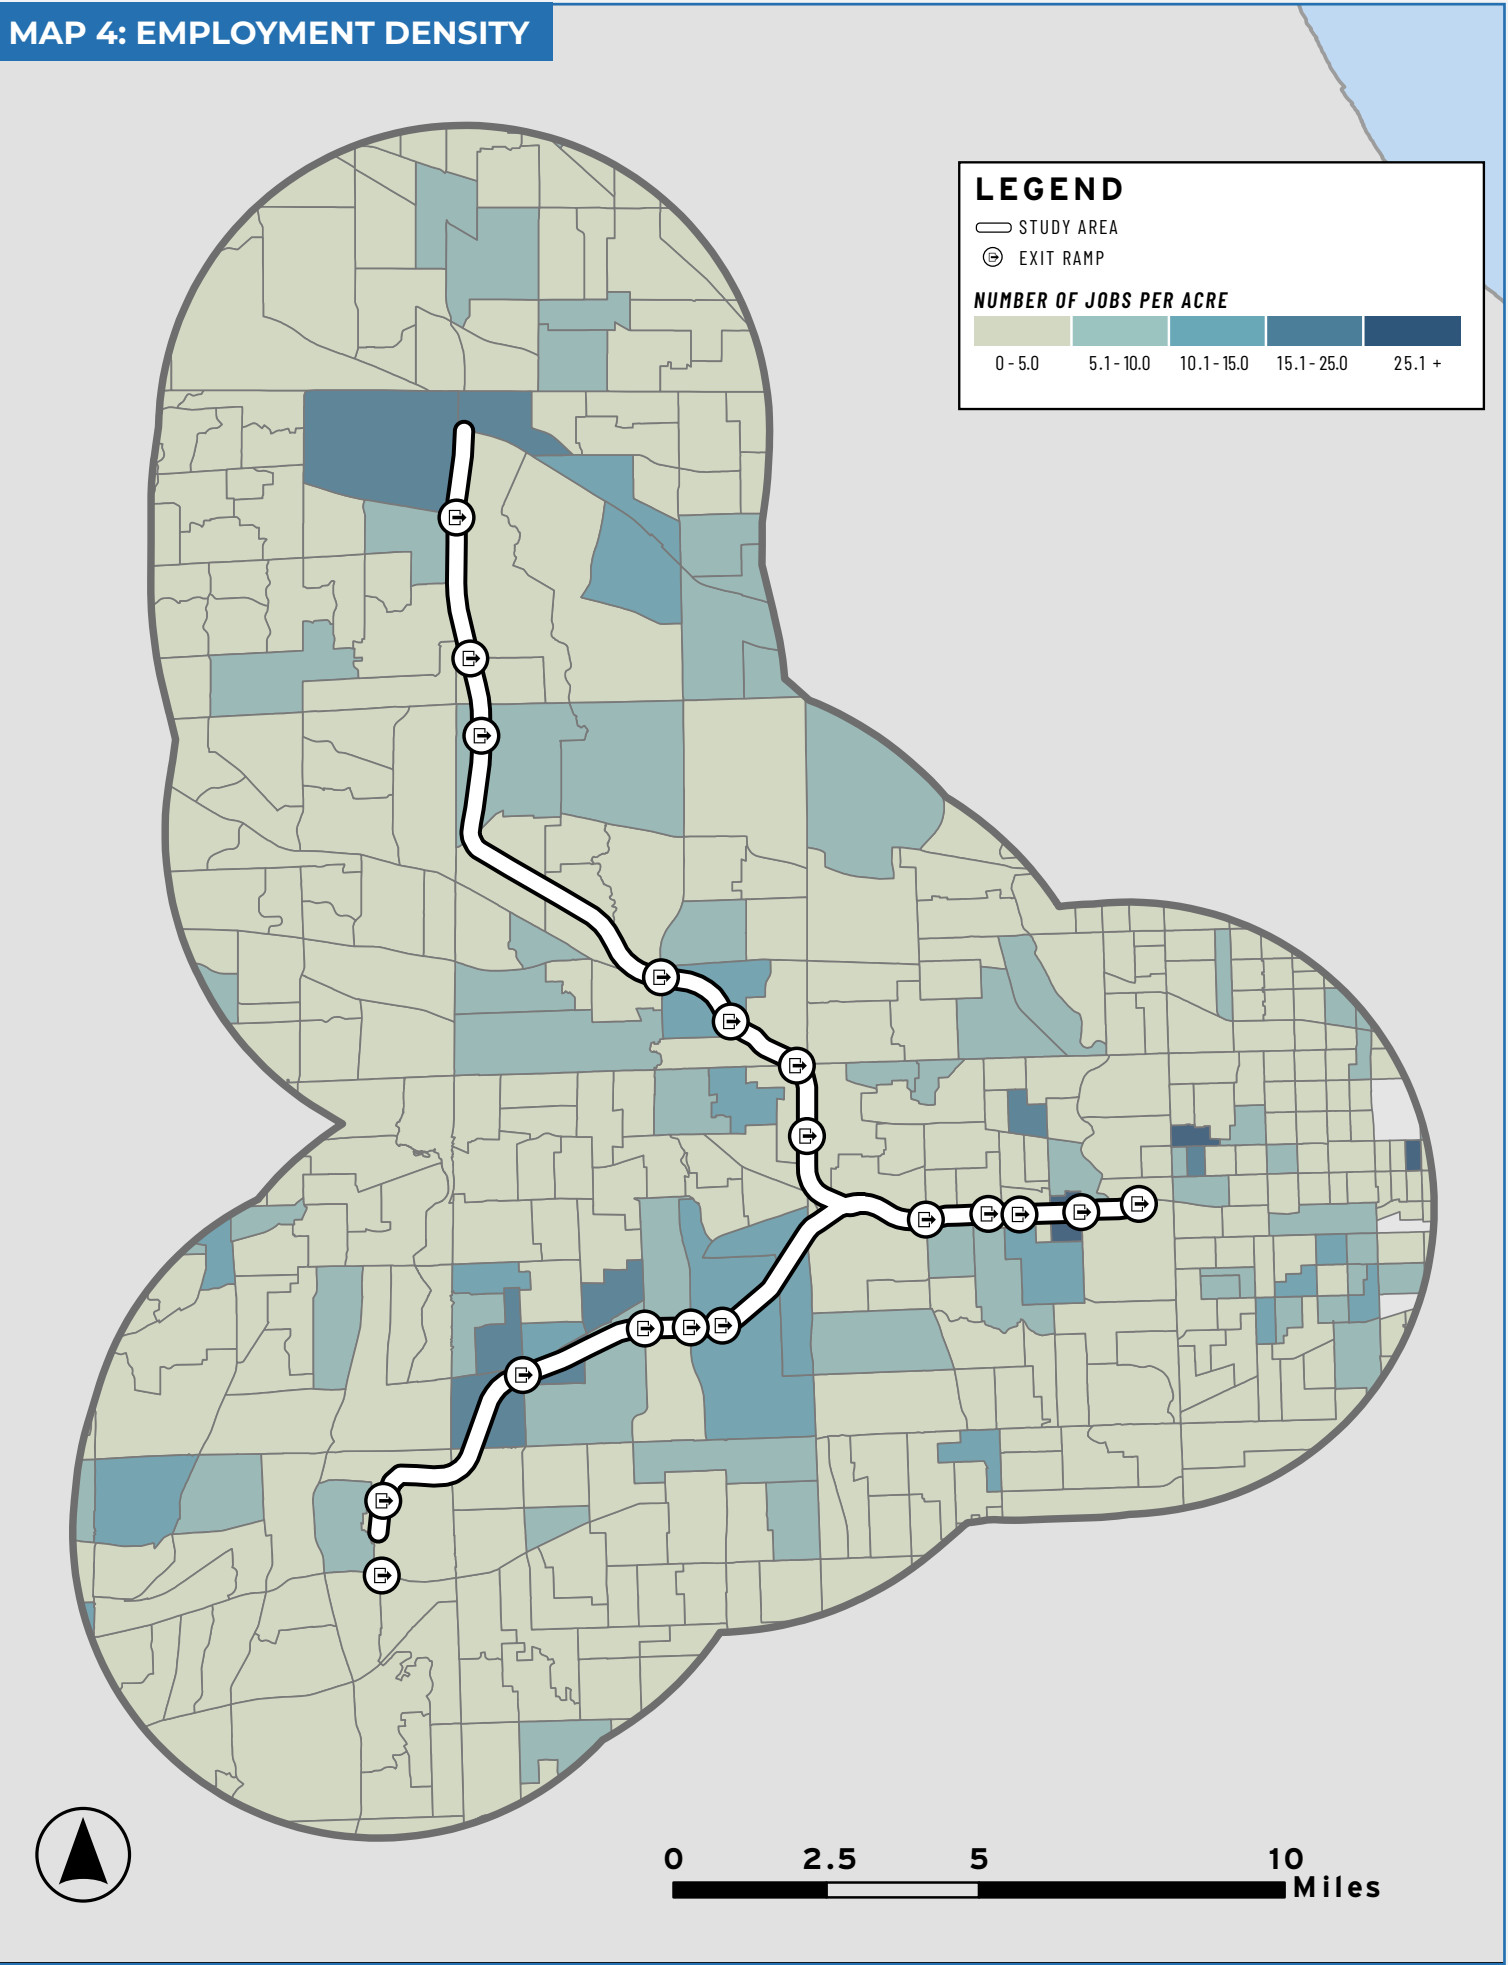 MAP 4: EMPLOYMENT DENSITY
LEGEND
STUDY AREA
EXIT RAMP
NUMBER OF JOBS PER ACRE
0 - 5.0 5.1 - 10.0 10.1 - 15.0 15.1 - 25.0 25.1 +
0 2.5 5 10
Miles